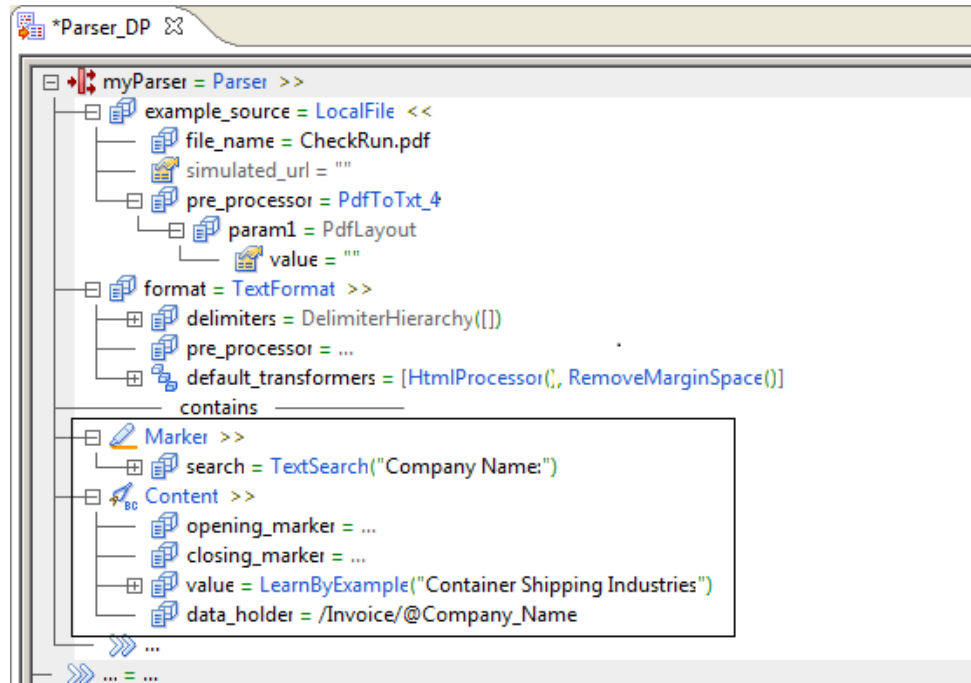 *Parser_DP
myParser = Parser >>
example_source = LocalFile <<
file_name = CheckRun.pdf
simulated_url = ""
pre_processor = PdfToTxt_4
param1 = PdfLayout
value = ""
format = TextFormat >>
delimiters = DelimiterHierarchy([])
pre_processor = ...
default_transformers = [HtmlProcessor(), RemoveMarginSpace()]
contains
Marker >>
search = TextSearch("Company Name:")
Content >>
opening_marker = ...
closing_marker = ...
value = LearnByExample("Container Shipping Industries")
data_holder = /Invoice/@Company_Name
...
... = ...